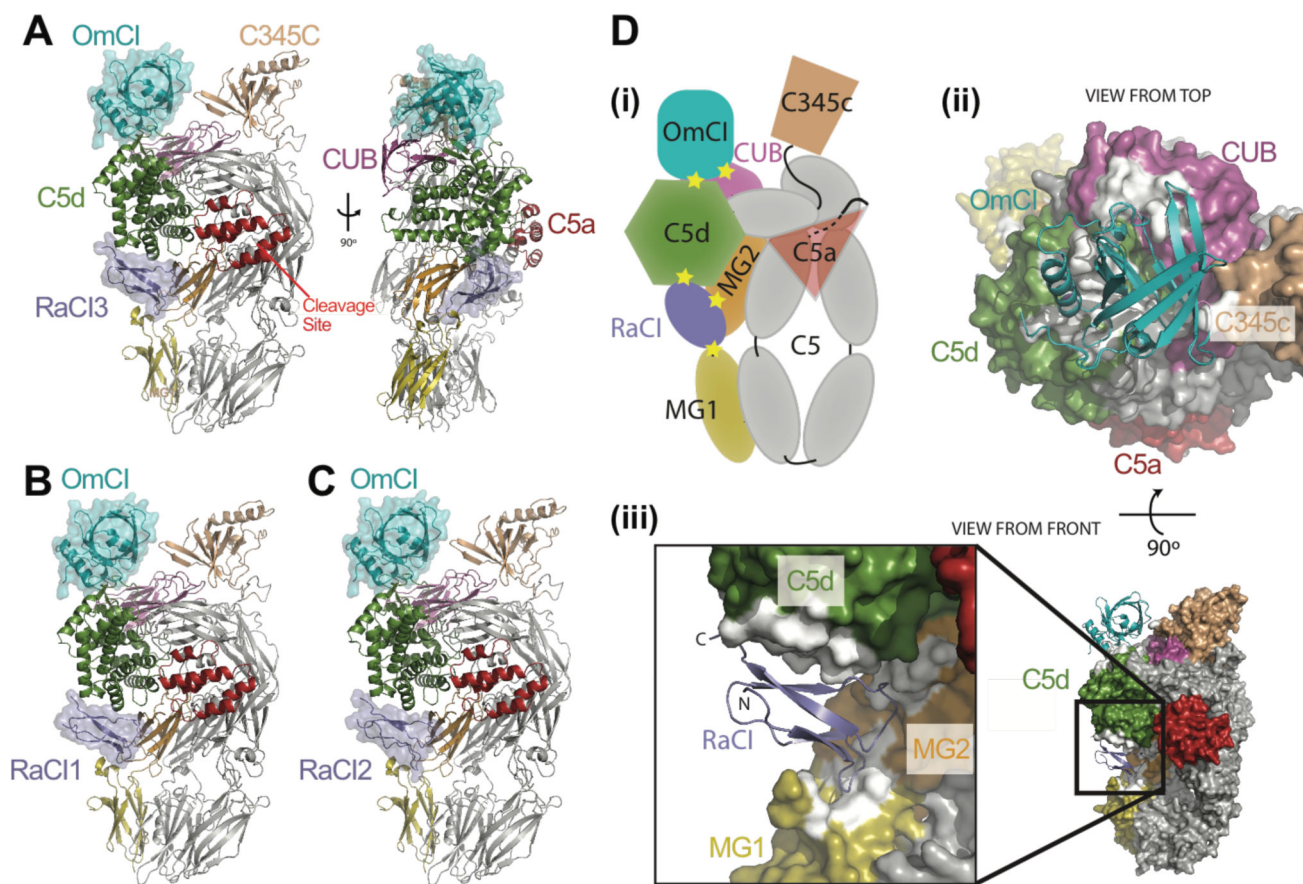 A
OmCI
C345C
CUB
C5d
90º
C5a
RaCI3
Cleavage
Site
B
OmCI
RaCI1
C
OmCI
RaCI2
D
(i)
C345c
OmCI
CUB
C5d
MG2
C5a
RaCI
C5
MG1
(ii)
VIEW FROM TOP
CUB
OmCI
C345c
C5d
C5a
(iii)
VIEW FROM FRONT
90º
C5d
C
N
RaCI
MG2
MG1
C5d